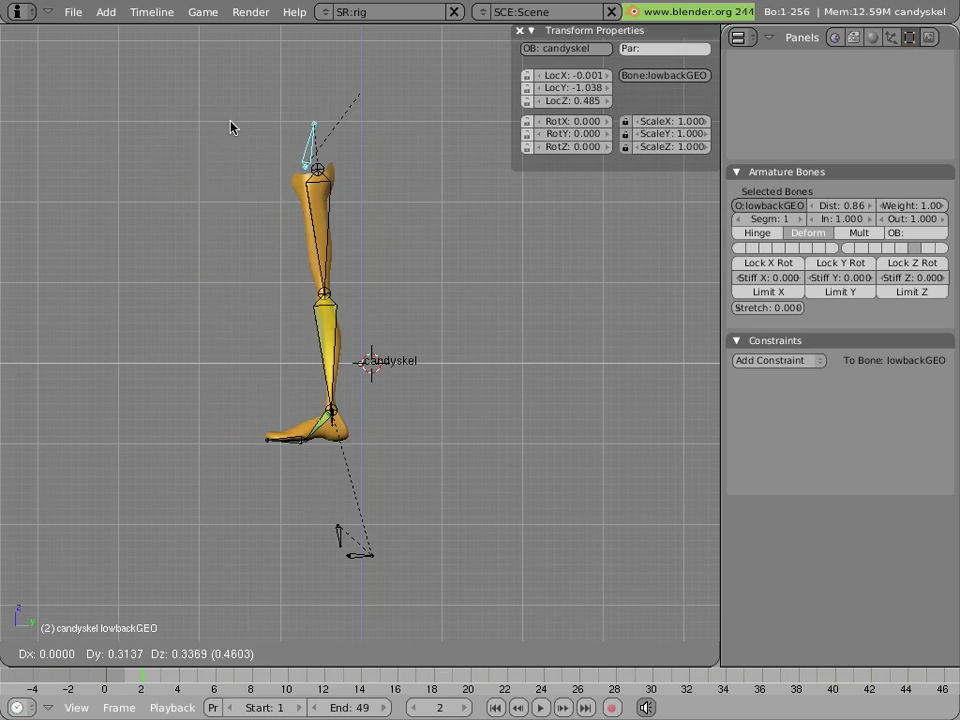 File Add Timeline Game Render Help SR:rig SCE:Scene www.blender.org 244 Bo:1-256 | Mem:12.59M candyskel
Transform Properties
OB: candyskel Par:
LocX: -0.001 Bone:lowbackGEO
LocY: -1.038
LocZ: 0.485
RotX: 0.000 ScaleX: 1.000
RotY: 0.000 ScaleY: 1.000
RotZ: 0.000 ScaleZ: 1.000
Panels
Armature Bones
Selected Bones
O:lowbackGEO Dist: 0.86 Weight: 1.00
Segm: 1 In: 1.000 Out: 1.000
Hinge Deform Mult OB:
Lock X Rot Lock Y Rot Lock Z Rot
Stiff X: 0.000 Stiff Y: 0.000 Stiff Z: 0.000
Limit X Limit Y Limit Z
Stretch: 0.000
Constraints
Add Constraint To Bone: lowbackGEO
candyskel
z
y
(2) candyskel lowbackGEO
Dx: 0.0000 Dy: 0.3137 Dz: 0.3369 (0.4603)
-4 -2 0 2 4 6 8 10 12 14 16 18 20 22 24 26 28 30 32 34 36 38 40 42 44 46
View Frame Playback Pr Start: 1 End: 49 2